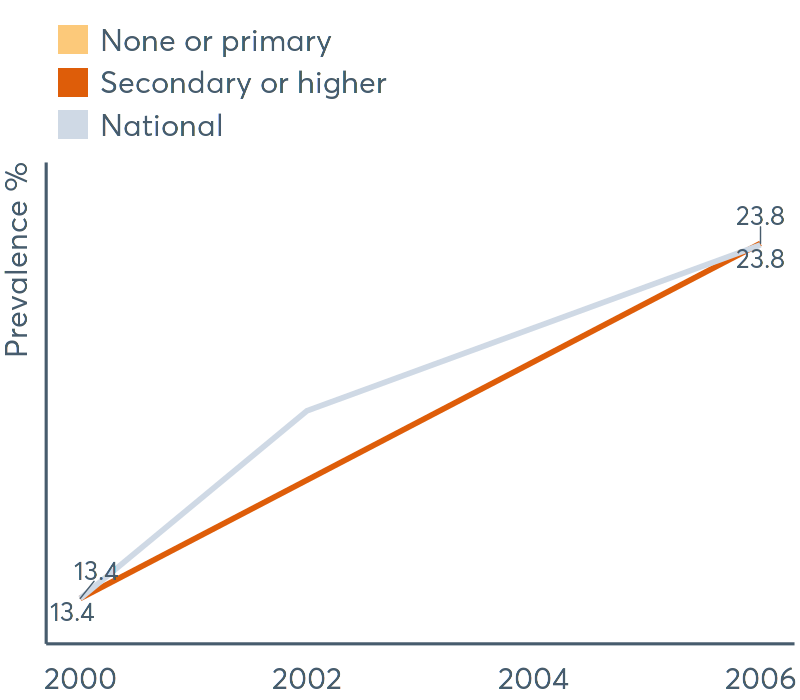 None or primary
Secondary or higher
National
Prevalence %
23.8
23.8
13.4
13.4
2000 2002 2004 2006